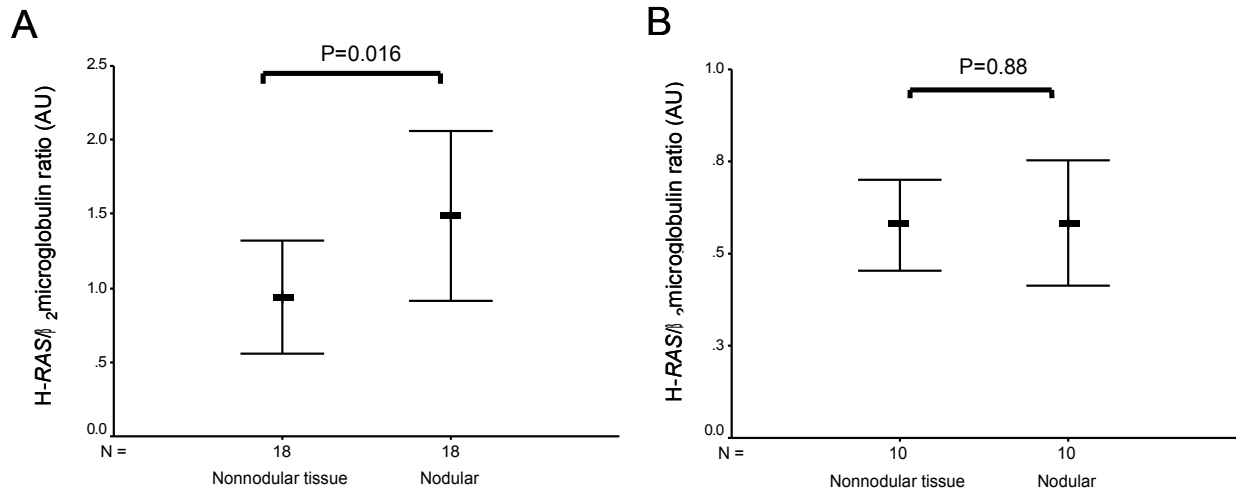 A
P=0.016
H-RAS/β2microglobulin ratio (AU)
2.5
2.0
1.5
1.0
.5
0.0
N = 18 18
Nonnodular tissue Nodular
B
P=0.88
H-RAS/β2microglobulin ratio (AU)
1.0
.8
.5
.3
0.0
N = 10 10
Nonnodular tissue Nodular